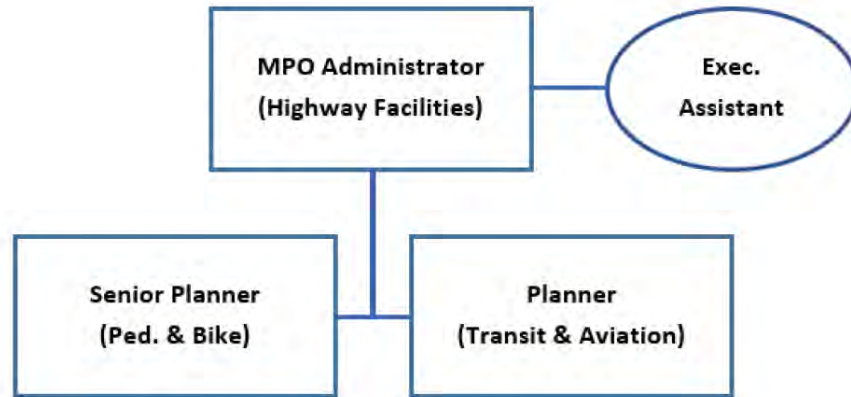 MPO Administrator
(Highway Facilities)
Exec.
Assistant
Senior Planner
(Ped. & Bike)
Planner
(Transit & Aviation)